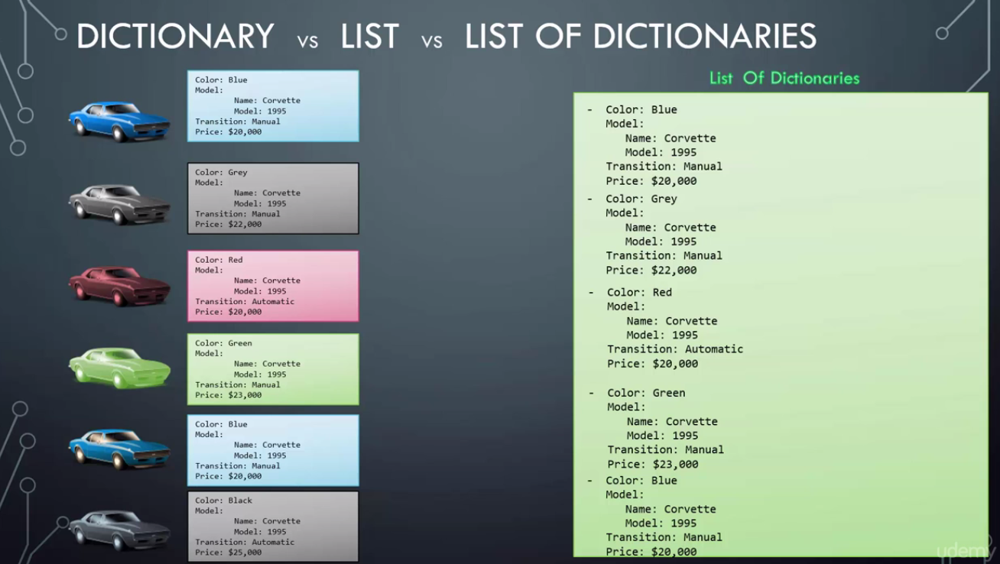 DICTIONARY vs LIST vs LIST OF DICTIONARIES
Color: Blue
Model:
Name: Corvette
Model: 1995
Transition: Manual
Price: $20,000
Color: Grey
Model:
Name: Corvette
Model: 1995
Transition: Manual
Price: $22,000
Color: Red
Model:
Name: Corvette
Model: 1995
Transition: Automatic
Price: $20,000
Color: Green
Model:
Name: Corvette
Model: 1995
Transition: Manual
Price: $23,000
Color: Blue
Model:
Name: Corvette
Model: 1995
Transition: Manual
Price: $20,000
Color: Black
Model:
Name: Corvette
Model: 1995
Transition: Automatic
Price: $25,000
List Of Dictionaries
- Color: Blue
Model:
Name: Corvette
Model: 1995
Transition: Manual
Price: $20,000
- Color: Grey
Model:
Name: Corvette
Model: 1995
Transition: Manual
Price: $22,000
- Color: Red
Model:
Name: Corvette
Model: 1995
Transition: Automatic
Price: $20,000
- Color: Green
Model:
Name: Corvette
Model: 1995
Transition: Manual
Price: $23,000
- Color: Blue
Model:
Name: Corvette
Model: 1995
Transition: Manual
Price: $20,000
udemy